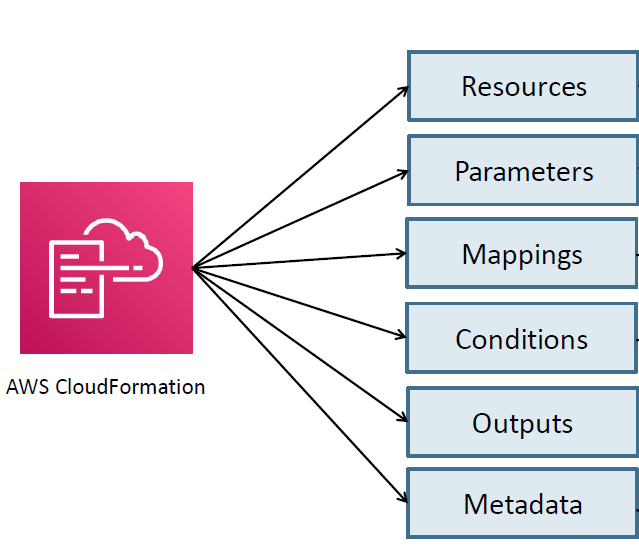 Resources
Parameters
Mappings
Conditions
Outputs
Metadata
AWS CloudFormation